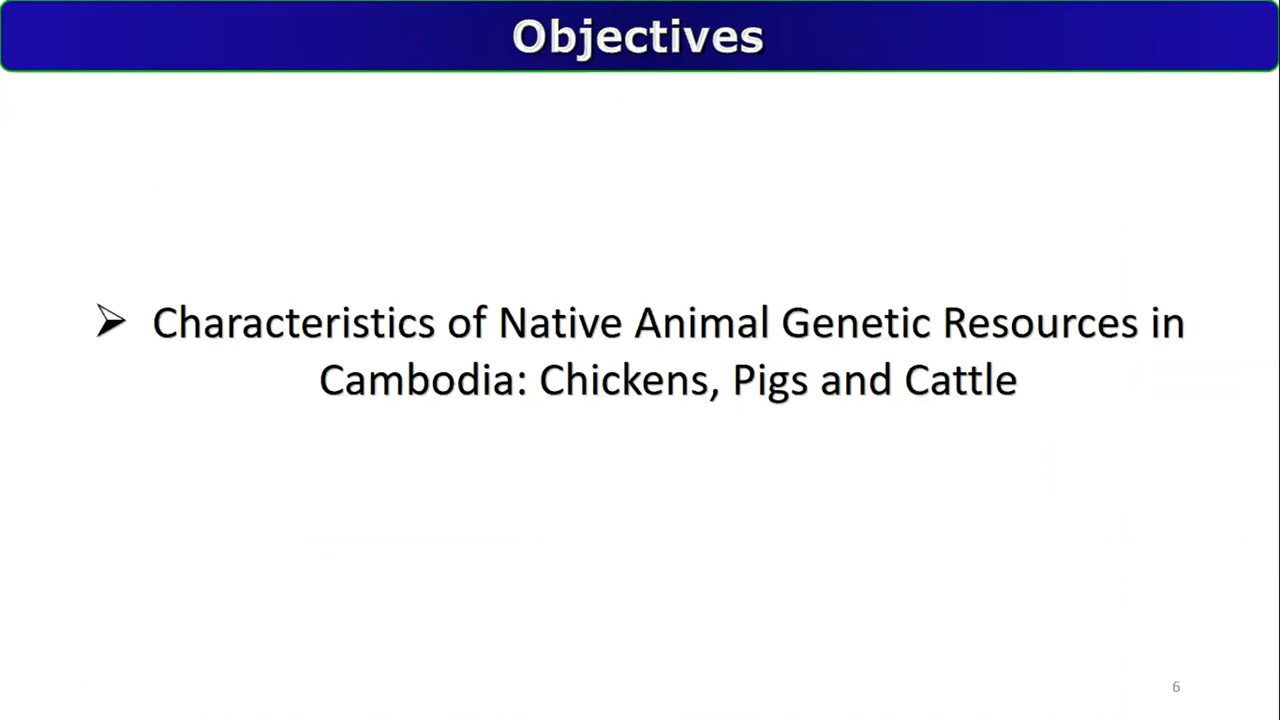 Objectives
➢ Characteristics of Native Animal Genetic Resources in
Cambodia: Chickens, Pigs and Cattle
6